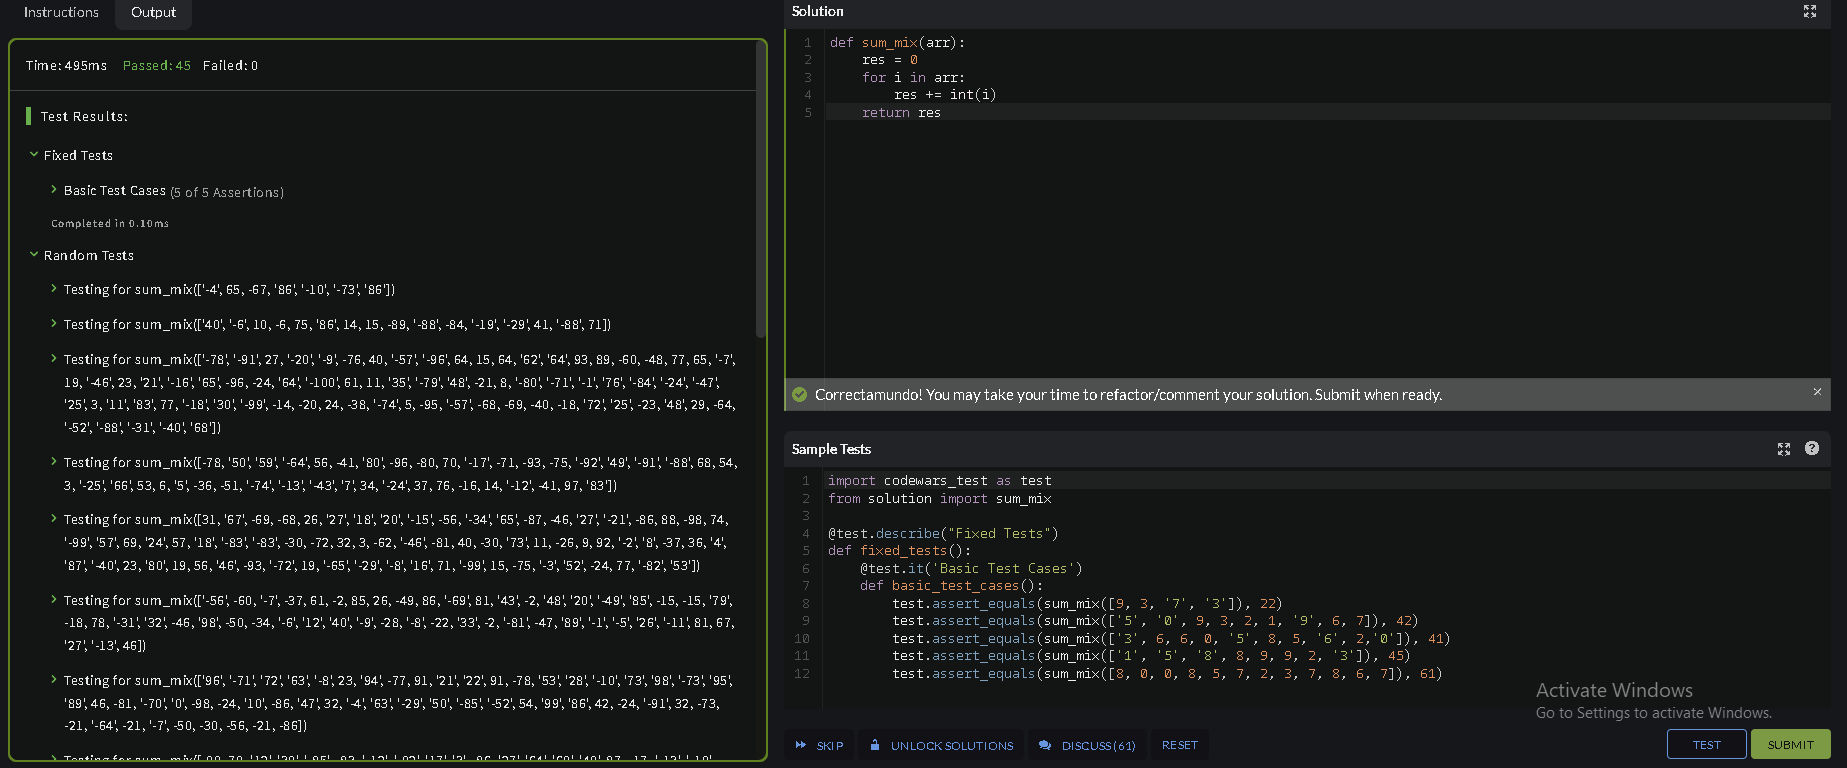 Instructions Output
Time: 495ms Passed: 45 Failed: 0
Test Results:
Fixed Tests
Basic Test Cases (5 of 5 Assertions)
Completed in 0.10ms
Random Tests
Testing for sum_mix(['-4', 65, -67, '86', '-10', '-73', '86'])
Testing for sum_mix(['40', '-6', 10, -6, 75, '86', 14, 15, -89, '-88', -84, '-19', '-29', 41, '-88', 71])
Testing for sum_mix(['-78', '-91', 27, '-20', '-9', -76, 40, '-57', '-96', 64, 15, 64, '62', '64', 93, 89, -60, -48, 77, 65, '-7',
19, '-46', 23, '21', '-16', '65', -96, -24, '64', '-100', 61, 11, '35', '-79', '48', -21, 8, '-80', '-71', '-1', '76', '-84', '-24', '-47',
'25', 3, '11', '83', 77, '-18', '30', '-99', -14, -20, 24, -38, '-74', 5, -95, '-57', -68, -69, -40, -18, '72', '25', -23, '48', 29, -64,
'-52', '-88', '-31', '-40', '68'])
Testing for sum_mix([-78, '50', '59', '-64', 56, -41, '80', -96, -80, 70, '-17', -71, -93, -75, '-92', '49', '-91', '-88', 68, 54,
3, '-25', '66', 53, 6, '5', -36, -51, '-74', '-13', '-43', '7', 34, '-24', 37, 76, -16, 14, '-12', -41, 97, '83'])
Testing for sum_mix([31, '67', -69, -68, 26, '27', '18', '20', '-15', -56, '-34', '65', -87, -46, '27', '-21', -86, 88, -98, 74,
'-99', '57', 69, '24', 57, '18', '-83', '-83', -30, -72, 32, 3, -62, '-46', -81, 40, -30, '73', 11, -26, 9, 92, '-2', '8', -37, 36, '4',
'87', '-40', 23, '80', 19, 56, '46', -93, '-72', 19, '-65', '-29', '-8', '16', 71, -99, 15, -75, '-3', '52', -24, 77, '-82', '53'])
Testing for sum_mix(['-56', -60, '-7', -37, 61, -2, 85, 26, -49, 86, '-69', 81, '43', -2, '48', '20', '-49', '85', -15, -15, '79',
-18, 78, '-31', '32', -46, '98', -50, -34, '-6', '12', '40', '-9', -28, '-8', -22, '33', -2, '-81', -47, '89', '-1', '-5', '26', '-11', 81, 67,
'27', '-13', 46])
Testing for sum_mix(['96', '-71', '72', '63', '-8', 23, '94', -77, 91, '21', '22', 91, -78, '53', '28', '-10', '73', '98', '-73', '95',
'89', 46, -81, '-70', '0', -98, -24, '10', -86, '47', 32, '-4', '63', '-29', '50', '-85', '-52', 54, '99', '86', 42, -24, '-91', 32, -73,
-21, '-64', -21, '-7', -50, -30, -56, -21, -86])
Solution
1 def sum_mix(arr):
2 res = 0
3 for i in arr:
4 res += int(i)
5 return res
Correctamundo! You may take your time to refactor/comment your solution. Submit when ready.
Sample Tests
1 import codewars_test as test
2 from solution import sum_mix
3
4 @test.describe("Fixed Tests")
5 def fixed_tests():
6 @test.it('Basic Test Cases')
7 def basic_test_cases():
8 test.assert_equals(sum_mix([9, 3, '7', '3']), 22)
9 test.assert_equals(sum_mix(['5', '0', 9, 3, 2, 1, '9', 6, 7]), 42)
10 test.assert_equals(sum_mix(['3', 6, 6, 0, '5', 8, 5, '6', 2,'0']), 41)
11 test.assert_equals(sum_mix(['1', '5', '8', 8, 9, 9, 2, '3']), 45)
12 test.assert_equals(sum_mix([8, 0, 0, 8, 5, 7, 2, 3, 7, 8, 6, 7]), 61)
Activate Windows
Go to Settings to activate Windows.
SKIP UNLOCK SOLUTIONS DISCUSS (61) RESET TEST SUBMIT